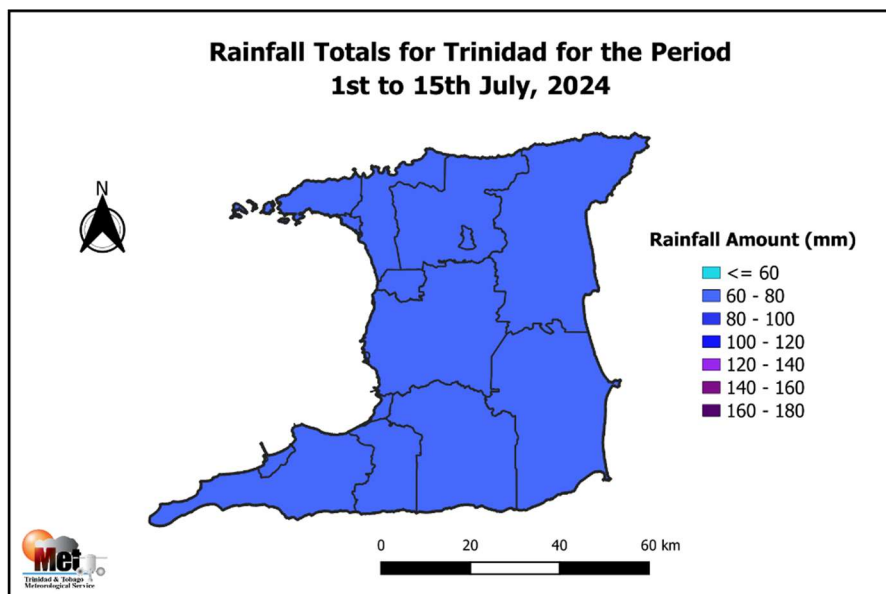 Rainfall Totals for Trinidad for the Period
1st to 15th July, 2024
N
Rainfall Amount (mm)
<= 60
60 - 80
80 - 100
100 - 120
120 - 140
140 - 160
160 - 180
0 20 40 60 km
Met
Trinidad & Tobago
Meteorological Service